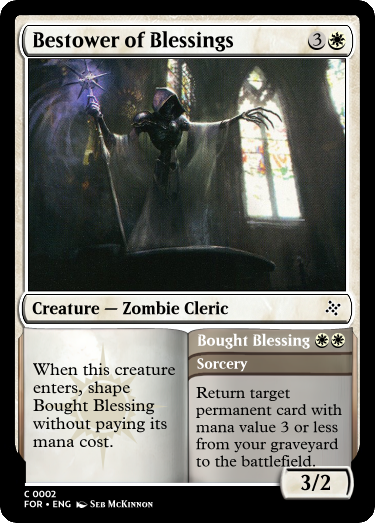 Bestower of Blessings 3
Creature — Zombie Cleric
When this creature
enters, shape
Bought Blessing
without paying its
mana cost.
Bought Blessing
Sorcery
Return target
permanent card with
mana value 3 or less
from your graveyard
to the battlefield.
3/2
C 0002
FOR • ENG Seb McKinnon